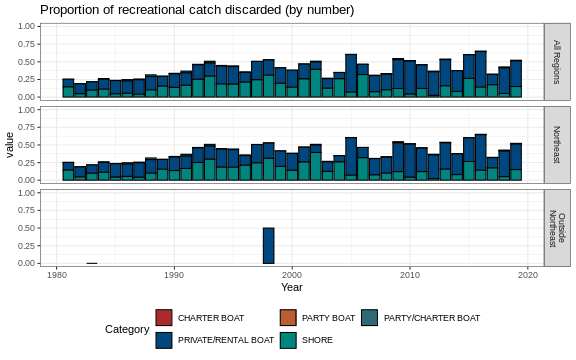 Proportion of recreational catch discarded (by number)
1.00
0.75
0.50
0.25
0.00
All Regions
1.00
0.75
0.50
0.25
0.00
Northeast
1.00
0.75
0.50
0.25
0.00
Outside
Northeast
value
1980
1990
2000
2010
2020
Year
Category
CHARTER BOAT
PARTY BOAT
PARTY/CHARTER BOAT
PRIVATE/RENTAL BOAT
SHORE